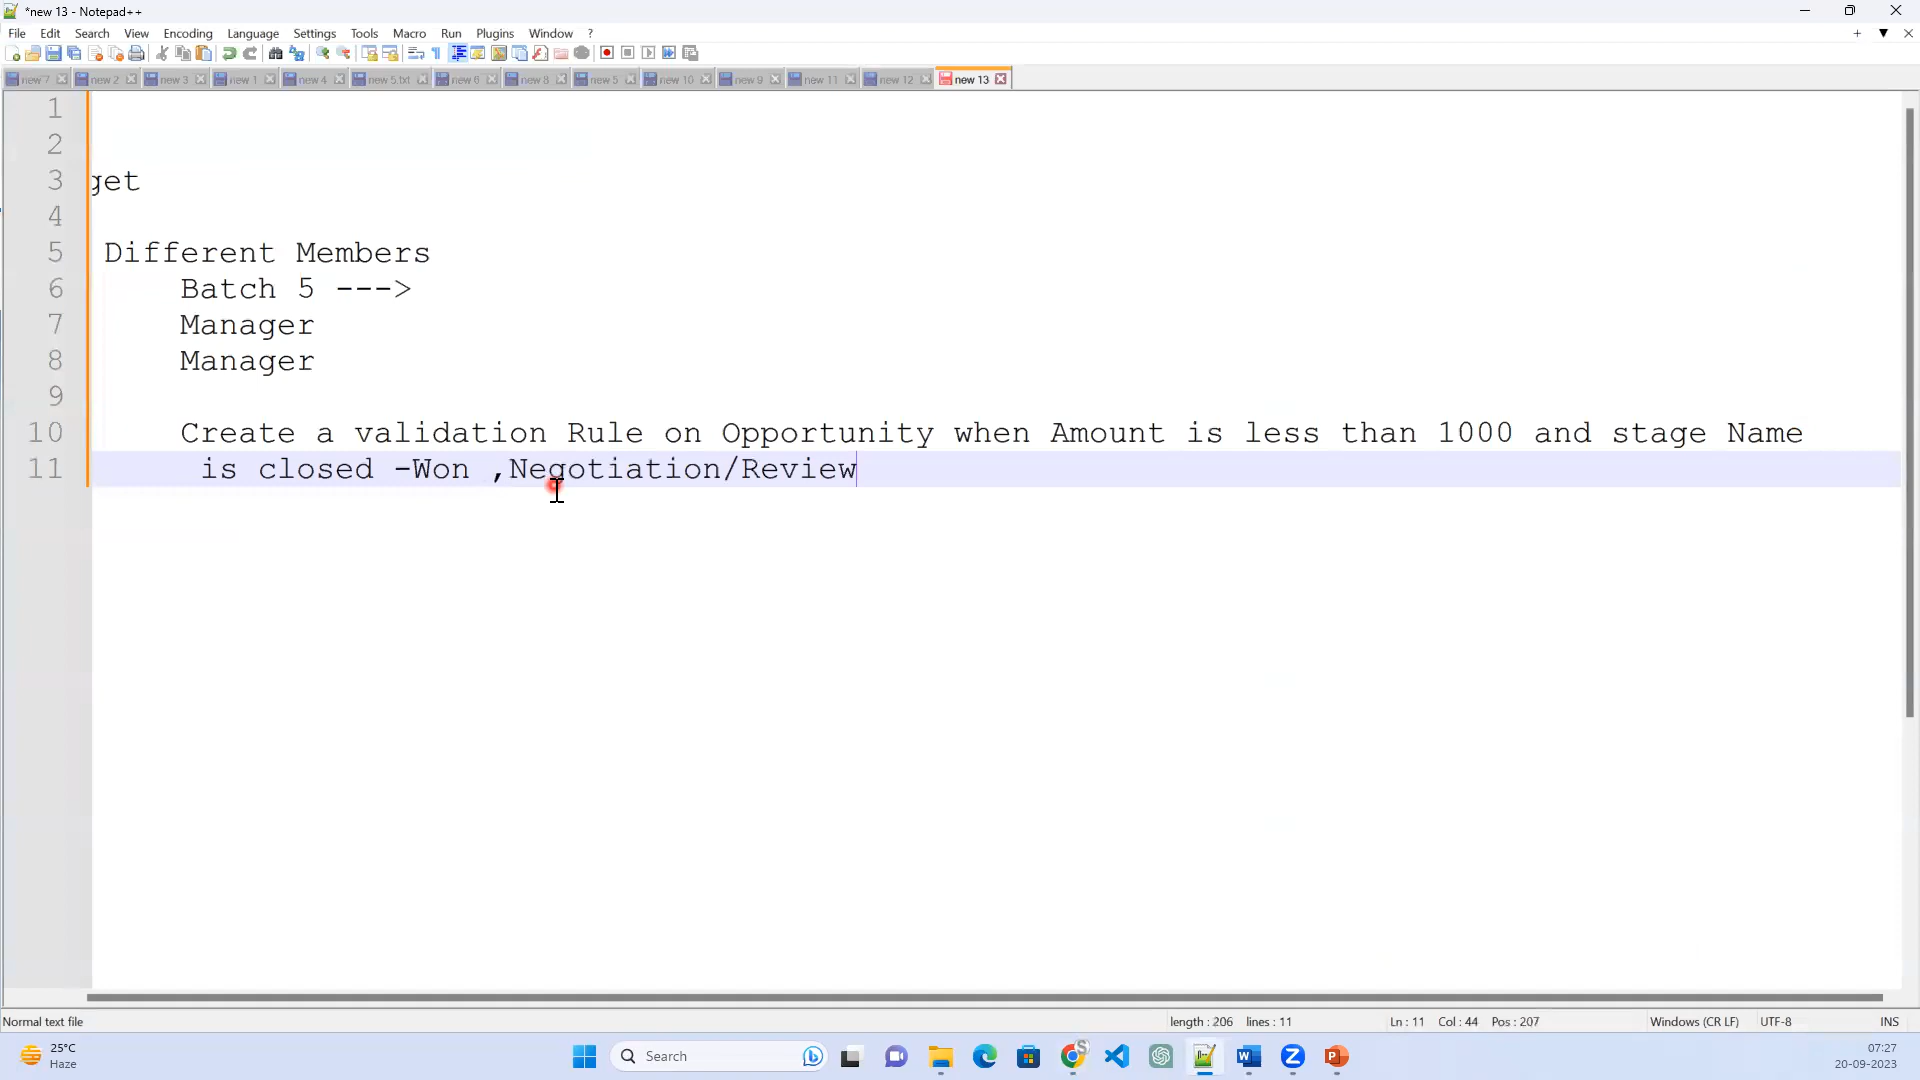 *new 13 - Notepad++
File Edit Search View Encoding Language Settings Tools Macro Run Plugins Window ?
new 7 new 2 new 3 new 1 new 4 new 5.txt new 6 new 8 new 5 new 10 new 9 new 11 new 12 new 13
1
2
3 get
4
5 Different Members
6 Batch 5 --->
7 Manager
8 Manager
9
10 Create a validation Rule on Opportunity when Amount is less than 1000 and stage Name
11 is closed -Won ,Negotiation/Review
Normal text file length : 206 lines : 11 Ln : 11 Col : 44 Pos : 207 Windows (CR LF) UTF-8 INS
25°C
Haze
Search
07:27
20-09-2023